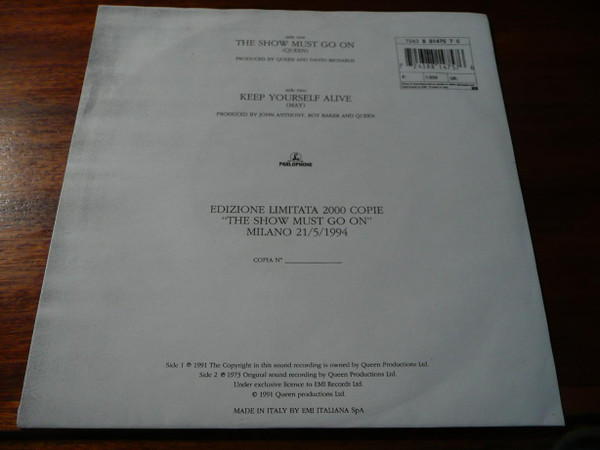 side one
THE SHOW MUST GO ON
(QUEEN)
PRODUCED BY QUEEN AND DAVID RICHARDS
side two
KEEP YOURSELF ALIVE
(MAY)
PRODUCED BY JOHN ANTHONY, ROY BAKER AND QUEEN
PARLOPHONE
EDIZIONE LIMITATA 2000 COPIE
"THE SHOW MUST GO ON"
MILANO 21/5/1994
COPIA N°
Side 1 ℗ 1991 The Copyright in this sound recording is owned by Queen Productions Ltd.
Side 2 ℗ 1973 Original sound recording by Queen Productions Ltd.
Under exclusive licence to EMI Records Ltd.
© 1991 Queen productions Ltd.
MADE IN ITALY BY EMI ITALIANA SpA